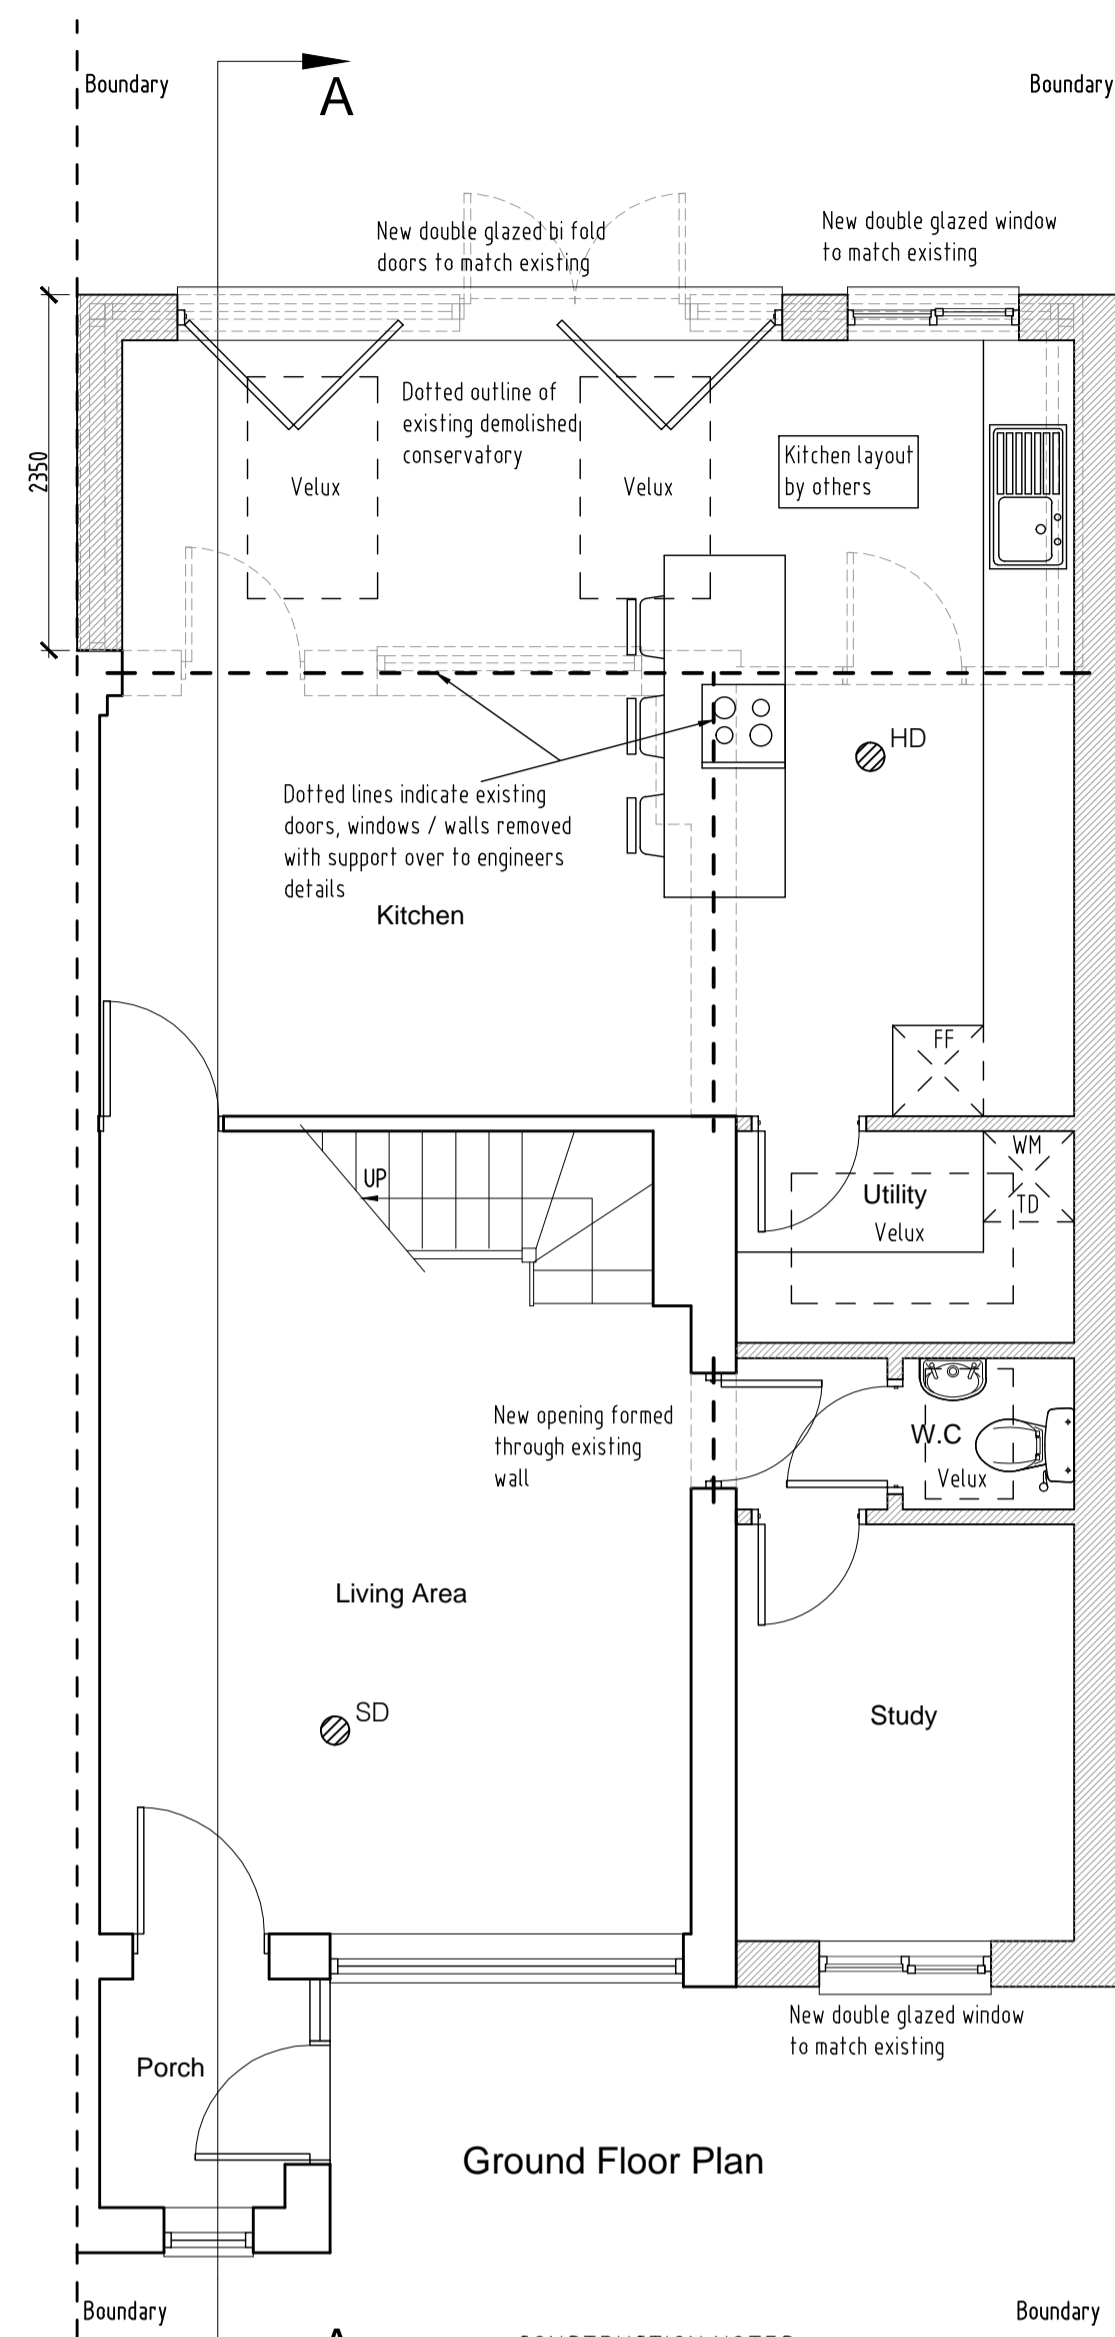 Boundary
A
Boundary
New double glazed bi fold
doors to match existing
New double glazed window
to match existing
Dotted outline of
existing demolished
conservatory
Kitchen layout
by others
2350
Velux
Velux
HD
Dotted lines indicate existing
doors, windows / walls removed
with support over to engineers
details
Kitchen
FF
UP
WM
Utility
TD
Velux
New opening formed
through existing
wall
W.C
Velux
Living Area
SD
Study
New double glazed window
to match existing
Porch
Ground Floor Plan
Boundary
Boundary